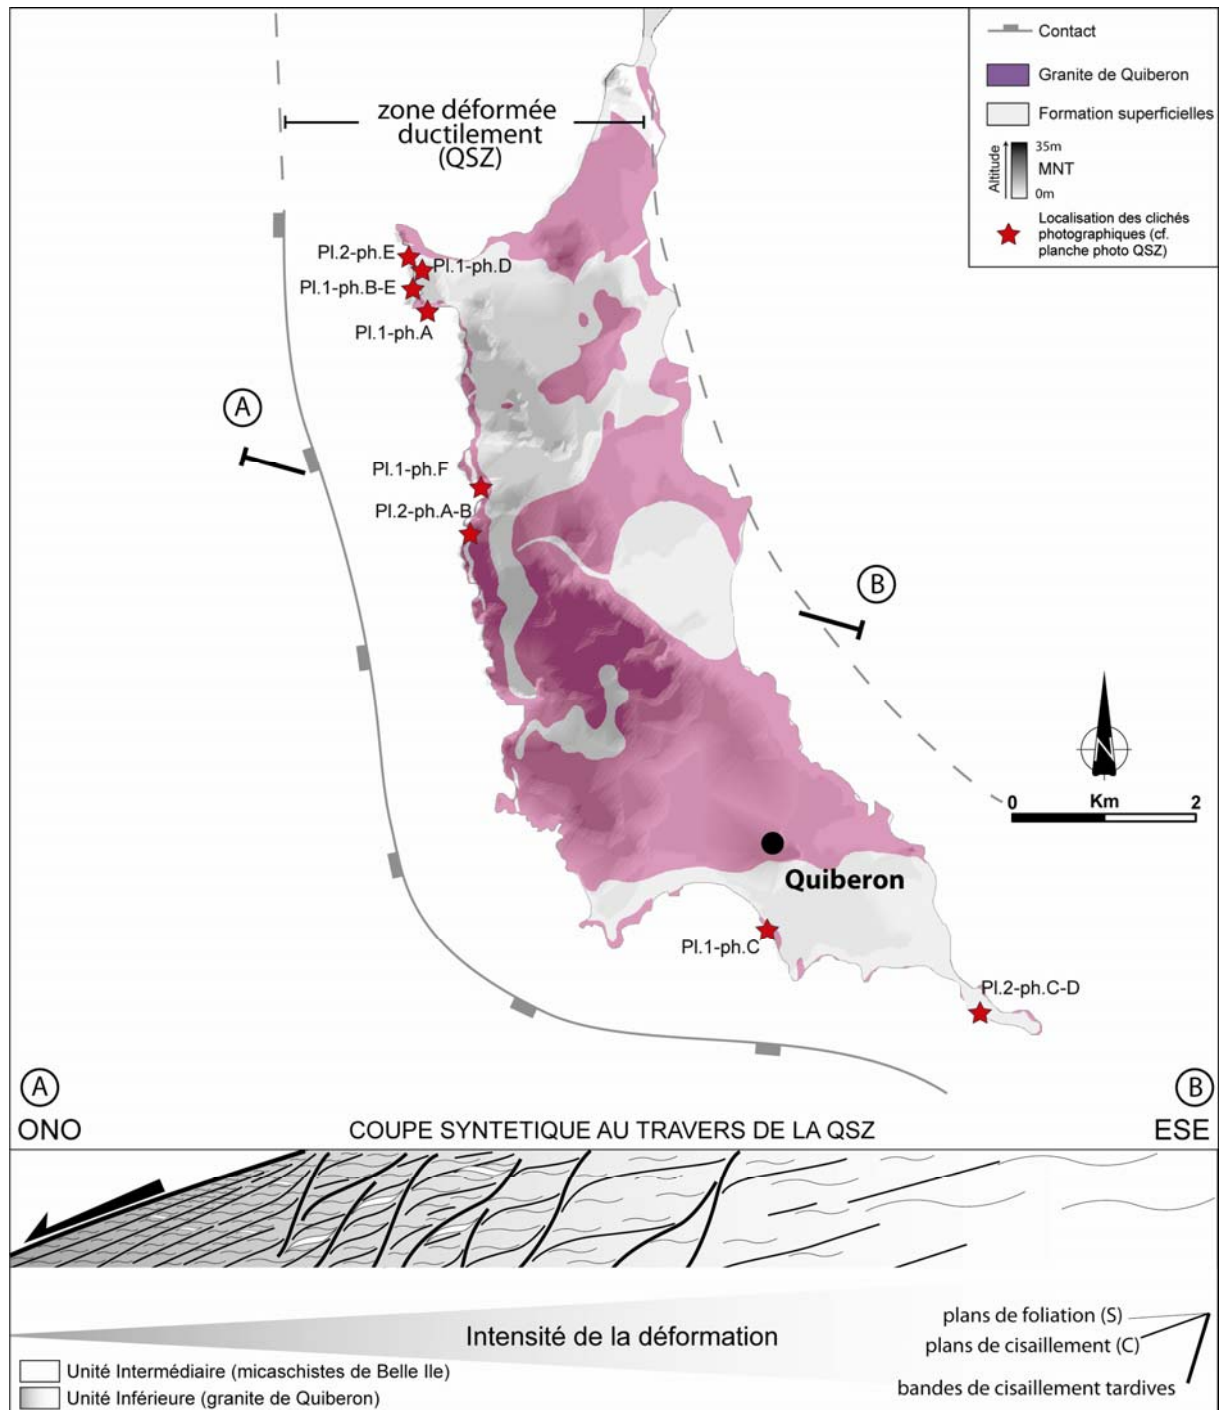 Contact
Granite de Quiberon
Formation superficielles
Altitude
35m
MNT
0m
Localisation des clichés
photographiques (cf.
planche photo QSZ)
zone déformée
ductilement
(QSZ)
Pl.2-ph.E
Pl.1-ph.D
Pl.1-ph.B-E
Pl.1-ph.A
A
Pl.1-ph.F
Pl.2-ph.A-B
B
N
0 Km 2
Quiberon
Pl.1-ph.C
Pl.2-ph.C-D
A
B
ONO
COUPE SYNTETIQUE AU TRAVERS DE LA QSZ
ESE
Intensité de la déformation
plans de foliation (S)
plans de cisaillement (C)
bandes de cisaillement tardives
Unité Intermédiaire (micaschistes de Belle Ile)
Unité Inférieure (granite de Quiberon)